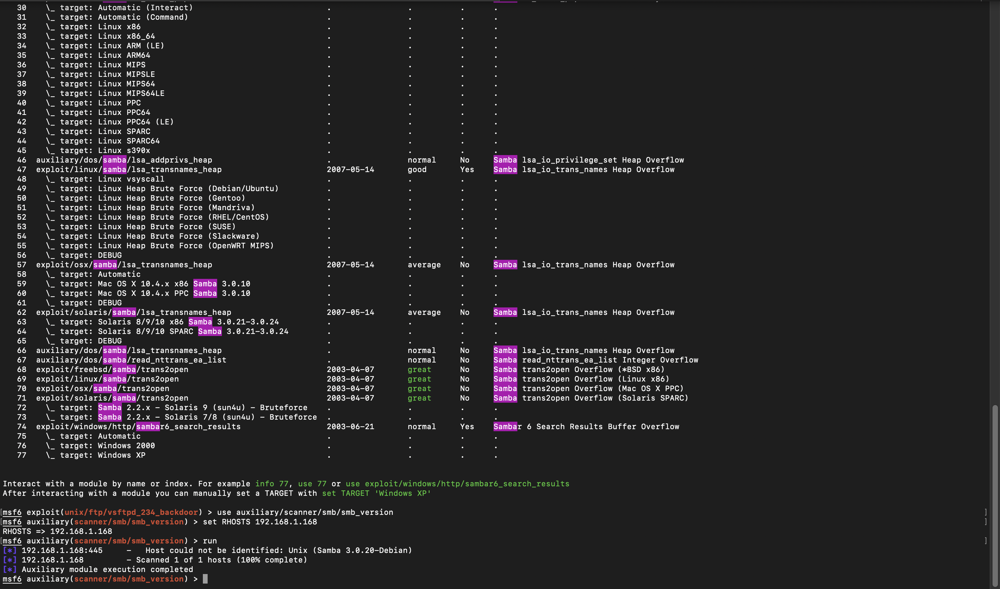 30 \_ target: Automatic (Interact) . . . .
31 \_ target: Automatic (Command) . . . .
32 \_ target: Linux x86 . . . .
33 \_ target: Linux x86_64 . . . .
34 \_ target: Linux ARM (LE) . . . .
35 \_ target: Linux ARM64 . . . .
36 \_ target: Linux MIPS . . . .
37 \_ target: Linux MIPSLE . . . .
38 \_ target: Linux MIPS64 . . . .
39 \_ target: Linux MIPS64LE . . . .
40 \_ target: Linux PPC . . . .
41 \_ target: Linux PPC64 . . . .
42 \_ target: Linux PPC64 (LE) . . . .
43 \_ target: Linux SPARC . . . .
44 \_ target: Linux SPARC64 . . . .
45 \_ target: Linux s390x . . . .
46 auxiliary/dos/samba/lsa_addprivs_heap . normal No Samba lsa_io_privilege_set Heap Overflow
47 exploit/linux/samba/lsa_transnames_heap 2007-05-14 good Yes Samba lsa_io_trans_names Heap Overflow
48 \_ target: Linux vsyscall . . . .
49 \_ target: Linux Heap Brute Force (Debian/Ubuntu) . . . .
50 \_ target: Linux Heap Brute Force (Gentoo) . . . .
51 \_ target: Linux Heap Brute Force (Mandriva) . . . .
52 \_ target: Linux Heap Brute Force (RHEL/CentOS) . . . .
53 \_ target: Linux Heap Brute Force (SUSE) . . . .
54 \_ target: Linux Heap Brute Force (Slackware) . . . .
55 \_ target: Linux Heap Brute Force (OpenWRT MIPS) . . . .
56 \_ target: DEBUG . . . .
57 exploit/osx/samba/lsa_transnames_heap 2007-05-14 average No Samba lsa_io_trans_names Heap Overflow
58 \_ target: Automatic . . . .
59 \_ target: Mac OS X 10.4.x x86 Samba 3.0.10 . . . .
60 \_ target: Mac OS X 10.4.x PPC Samba 3.0.10 . . . .
61 \_ target: DEBUG . . . .
62 exploit/solaris/samba/lsa_transnames_heap 2007-05-14 average No Samba lsa_io_trans_names Heap Overflow
63 \_ target: Solaris 8/9/10 x86 Samba 3.0.21-3.0.24 . . . .
64 \_ target: Solaris 8/9/10 SPARC Samba 3.0.21-3.0.24 . . . .
65 \_ target: DEBUG . . . .
66 auxiliary/dos/samba/lsa_transnames_heap . normal No Samba lsa_io_trans_names Heap Overflow
67 auxiliary/dos/samba/read_nttrans_ea_list . normal No Samba read_nttrans_ea_list Integer Overflow
68 exploit/freebsd/samba/trans2open 2003-04-07 great No Samba trans2open Overflow (*BSD x86)
69 exploit/linux/samba/trans2open 2003-04-07 great No Samba trans2open Overflow (Linux x86)
70 exploit/osx/samba/trans2open 2003-04-07 great No Samba trans2open Overflow (Mac OS X PPC)
71 exploit/solaris/samba/trans2open 2003-04-07 great No Samba trans2open Overflow (Solaris SPARC)
72 \_ target: Samba 2.2.x - Solaris 9 (sun4u) - Bruteforce . . . .
73 \_ target: Samba 2.2.x - Solaris 7/8 (sun4u) - Bruteforce . . . .
74 exploit/windows/http/sambar6_search_results 2003-06-21 normal Yes Sambar 6 Search Results Buffer Overflow
75 \_ target: Automatic . . . .
76 \_ target: Windows 2000 . . . .
77 \_ target: Windows XP . . . .
Interact with a module by name or index. For example info 77, use 77 or use exploit/windows/http/sambar6_search_results
After interacting with a module you can manually set a TARGET with set TARGET 'Windows XP'
[msf6 exploit(unix/ftp/vsftpd_234_backdoor) > use auxiliary/scanner/smb/smb_version ]
[msf6 auxiliary(scanner/smb/smb_version) > set RHOSTS 192.168.1.168 ]
RHOSTS => 192.168.1.168
[msf6 auxiliary(scanner/smb/smb_version) > run ]
[*] 192.168.1.168:445 - Host could not be identified: Unix (Samba 3.0.20-Debian)
[*] 192.168.1.168 - Scanned 1 of 1 hosts (100% complete)
[*] Auxiliary module execution completed
msf6 auxiliary(scanner/smb/smb_version) >